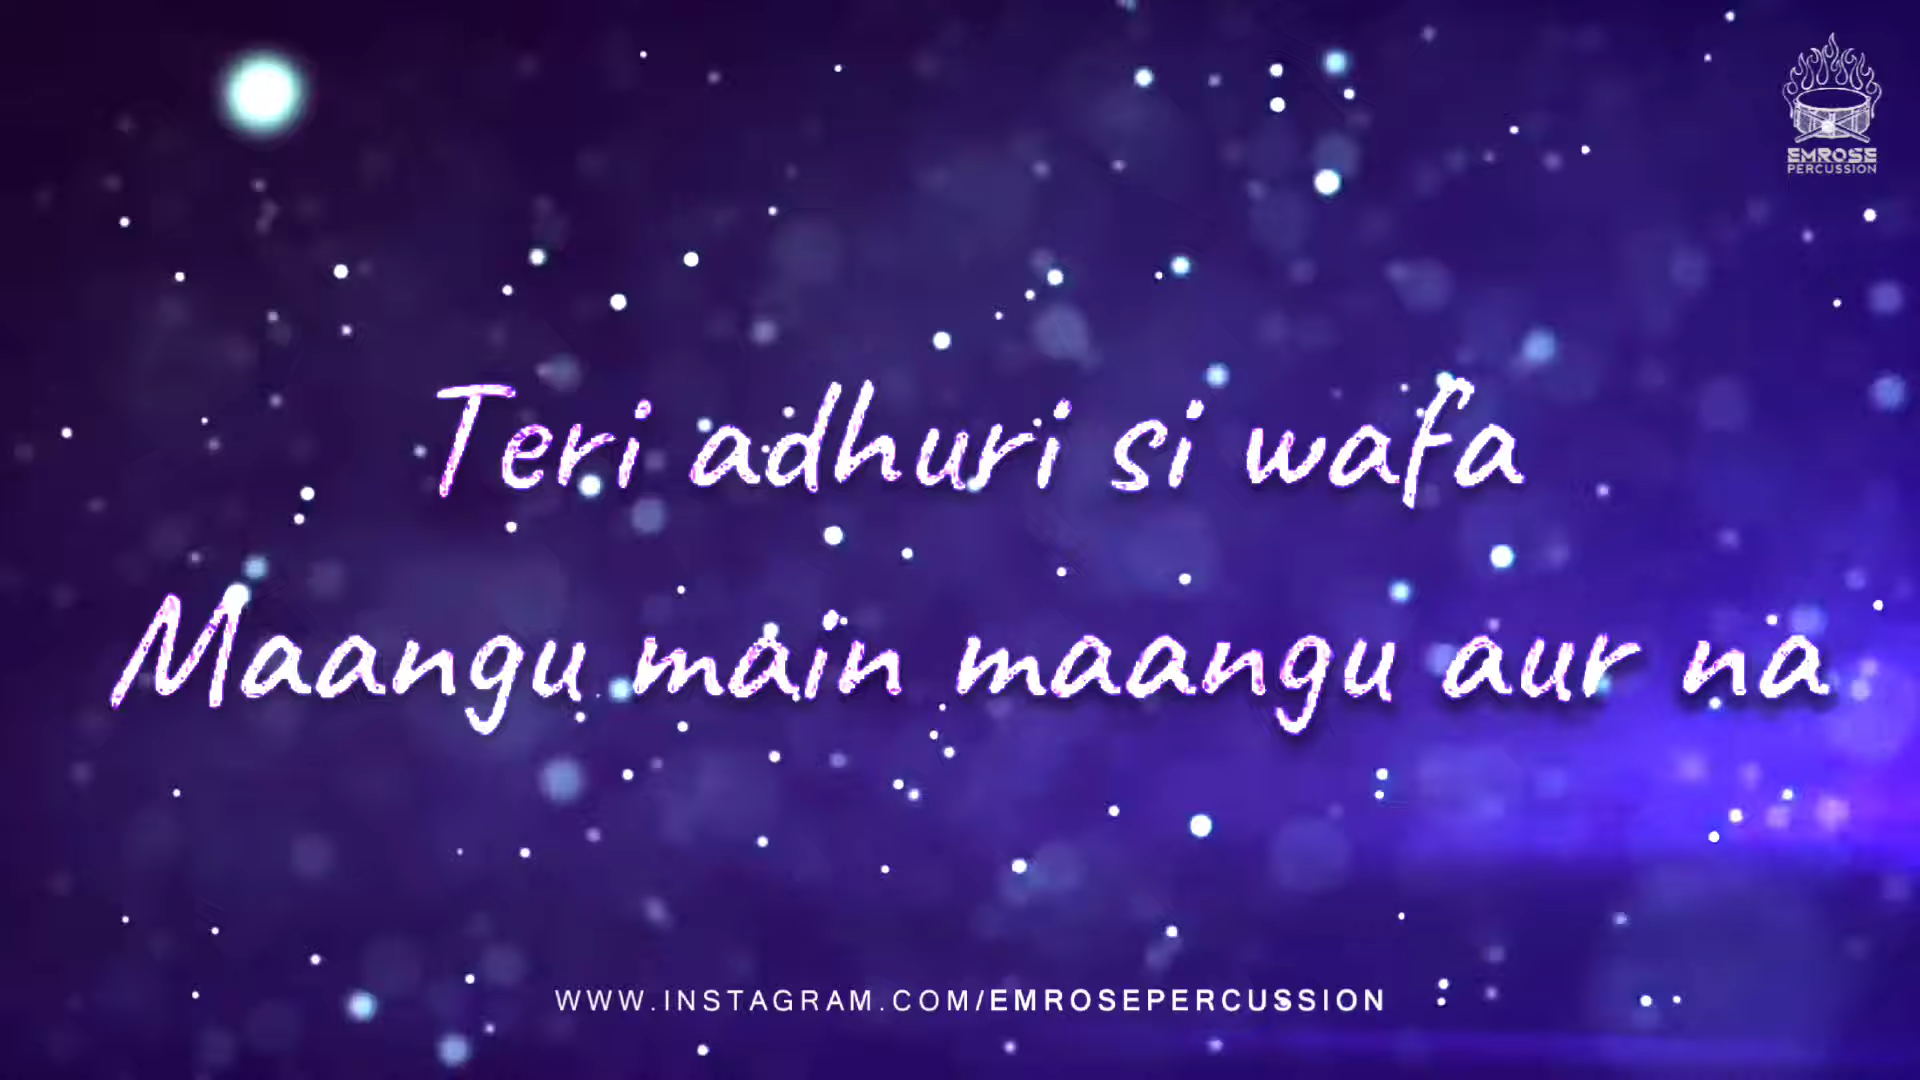 EMROSE
PERCUSSION
Teri adhuri si wafa
Maangu main maangu aur na
WWW.INSTAGRAM.COM/EMROSEPERCUSSION